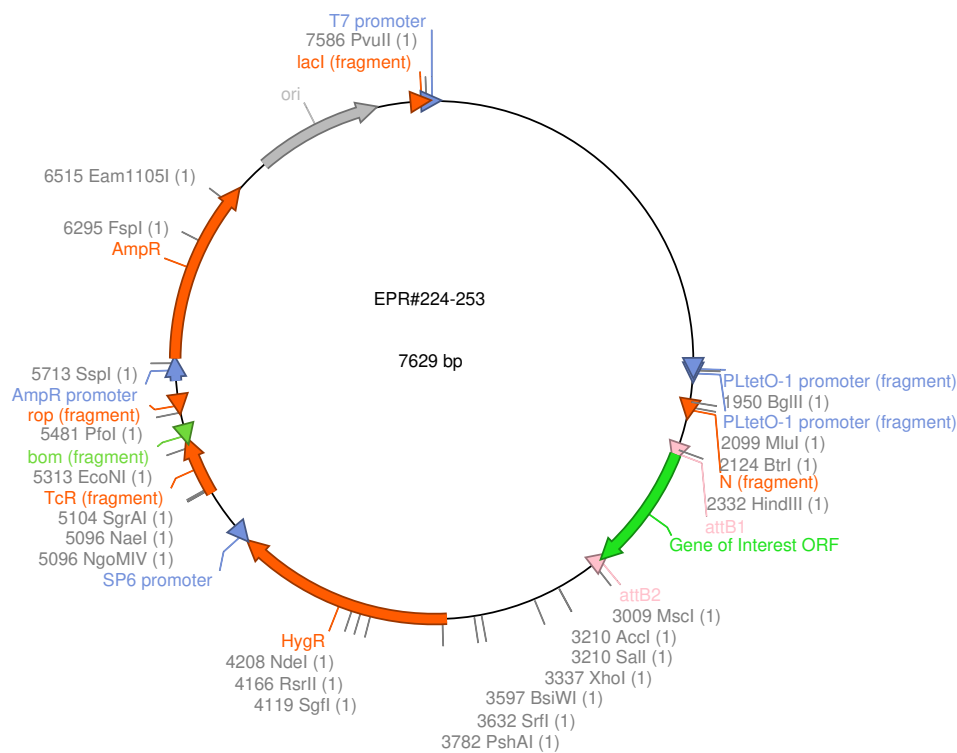 T7 promoter
7586 PvuII (1)
lacI (fragment)
ori
6515 Eam1105I (1)
6295 FspI (1)
AmpR
EPR#224-253
7629 bp
5713 SspI (1)
AmpR promoter
rop (fragment)
5481 PfoI (1)
bom (fragment)
5313 EcoNI (1)
TcR (fragment)
5104 SgrAI (1)
5096 NaeI (1)
5096 NgoMIV (1)
SP6 promoter
PLtetO-1 promoter (fragment)
1950 BglII (1)
PLtetO-1 promoter (fragment)
2099 MluI (1)
2124 BtrI (1)
N (fragment)
2332 HindIII (1)
attB1
Gene of Interest ORF
attB2
3009 MscI (1)
3210 AccI (1)
3210 SalI (1)
3337 XhoI (1)
3597 BsiWI (1)
3632 SrfI (1)
3782 PshAI (1)
HygR
4208 NdeI (1)
4166 RsrII (1)
4119 SgfI (1)